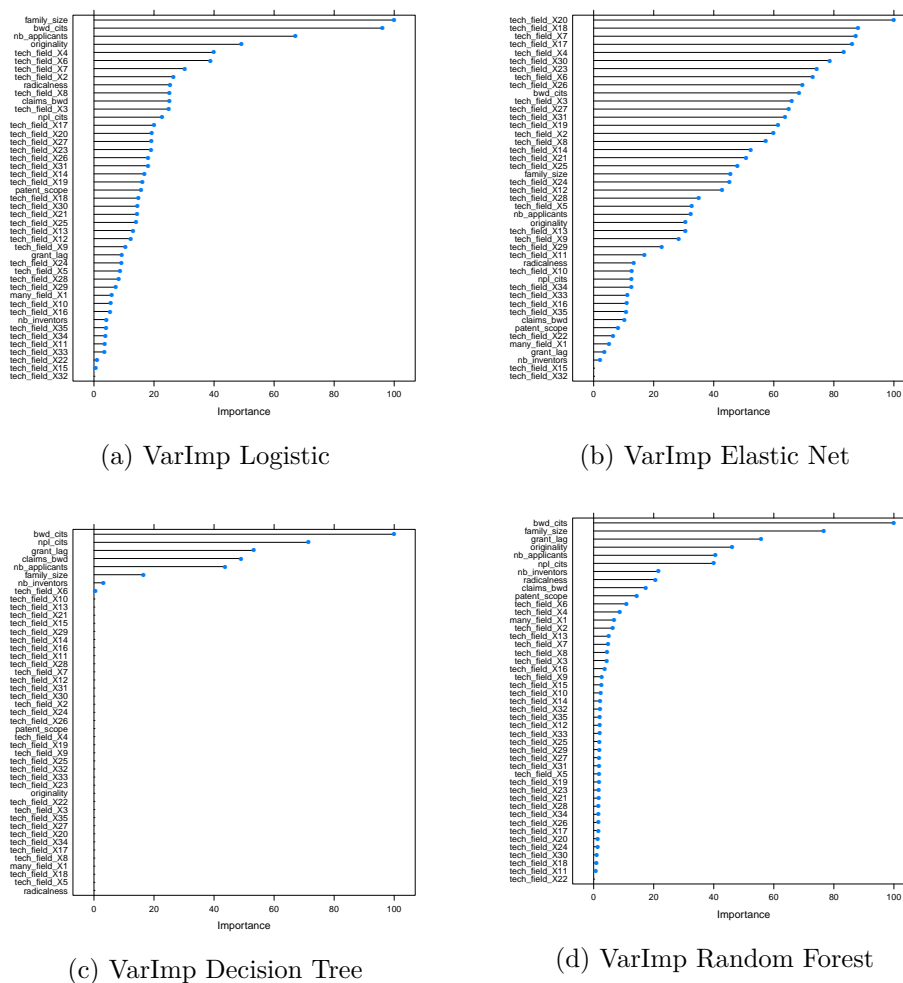 family_size
bwd_cits
nb_applicants
originality
tech_field_X4
tech_field_X6
tech_field_X7
tech_field_X2
radicalness
tech_field_X8
claims_bwd
tech_field_X3
npl_cits
tech_field_X17
tech_field_X20
tech_field_X27
tech_field_X23
tech_field_X26
tech_field_X31
tech_field_X14
tech_field_X19
patent_scope
tech_field_X18
tech_field_X30
tech_field_X21
tech_field_X25
tech_field_X13
tech_field_X12
tech_field_X9
grant_lag
tech_field_X24
tech_field_X5
tech_field_X28
tech_field_X29
many_field_X1
tech_field_X10
tech_field_X16
nb_inventors
tech_field_X35
tech_field_X34
tech_field_X11
tech_field_X33
tech_field_X22
tech_field_X15
tech_field_X32
0 20 40 60 80 100
Importance
(a) VarImp Logistic
tech_field_X20
tech_field_X18
tech_field_X7
tech_field_X17
tech_field_X4
tech_field_X30
tech_field_X23
tech_field_X6
tech_field_X26
bwd_cits
tech_field_X3
tech_field_X27
tech_field_X31
tech_field_X19
tech_field_X2
tech_field_X8
tech_field_X14
tech_field_X21
tech_field_X25
family_size
tech_field_X24
tech_field_X12
tech_field_X28
tech_field_X5
nb_applicants
originality
tech_field_X13
tech_field_X9
tech_field_X29
tech_field_X11
radicalness
tech_field_X10
npl_cits
tech_field_X34
tech_field_X33
tech_field_X16
tech_field_X35
claims_bwd
patent_scope
tech_field_X22
many_field_X1
grant_lag
nb_inventors
tech_field_X15
tech_field_X32
0 20 40 60 80 100
Importance
(b) VarImp Elastic Net
bwd_cits
npl_cits
grant_lag
claims_bwd
nb_applicants
family_size
nb_inventors
tech_field_X6
tech_field_X10
tech_field_X13
tech_field_X21
tech_field_X15
tech_field_X29
tech_field_X14
tech_field_X16
tech_field_X11
tech_field_X28
tech_field_X7
tech_field_X12
tech_field_X31
tech_field_X30
tech_field_X2
tech_field_X24
tech_field_X26
patent_scope
tech_field_X4
tech_field_X19
tech_field_X9
tech_field_X25
tech_field_X32
tech_field_X33
tech_field_X23
originality
tech_field_X22
tech_field_X3
tech_field_X35
tech_field_X27
tech_field_X20
tech_field_X34
tech_field_X17
tech_field_X8
many_field_X1
tech_field_X18
tech_field_X5
radicalness
0 20 40 60 80 100
Importance
(c) VarImp Decision Tree
bwd_cits
family_size
grant_lag
originality
nb_applicants
npl_cits
nb_inventors
radicalness
claims_bwd
patent_scope
tech_field_X6
tech_field_X4
many_field_X1
tech_field_X2
tech_field_X13
tech_field_X7
tech_field_X8
tech_field_X3
tech_field_X16
tech_field_X9
tech_field_X15
tech_field_X10
tech_field_X14
tech_field_X32
tech_field_X35
tech_field_X12
tech_field_X33
tech_field_X25
tech_field_X29
tech_field_X27
tech_field_X31
tech_field_X5
tech_field_X19
tech_field_X23
tech_field_X21
tech_field_X28
tech_field_X34
tech_field_X26
tech_field_X17
tech_field_X20
tech_field_X24
tech_field_X30
tech_field_X18
tech_field_X11
tech_field_X22
0 20 40 60 80 100
Importance
(d) VarImp Random Forest